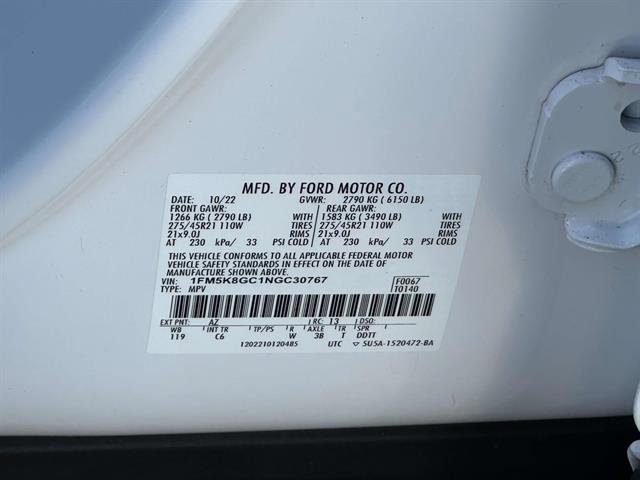 MFD. BY FORD MOTOR CO.
DATE: 10/22 GVWR: 2790 KG ( 6150 LB)
FRONT GAWR: REAR GAWR:
1266 KG ( 2790 LB) WITH 1583 KG ( 3490 LB) WITH
275/45R21 110W TIRES 275/45R21 110W TIRES
21x9.0J RIMS 21x9.0J RIMS
AT 230 kPa/ 33 PSI COLD AT 230 kPa/ 33 PSI COLD
THIS VEHICLE CONFORMS TO ALL APPLICABLE FEDERAL MOTOR
VEHICLE SAFETY STANDARDS IN EFFECT ON THE DATE OF
MANUFACTURE SHOWN ABOVE.
VIN: 1FM5K8GC1NGC30767 F0067
TYPE: MPV T0140
EXT PNT: AZ RC: 13 DSO:
WB INT TR TP/PS R AXLE TR SPR
119 C6 W 3B T DDTT
1202210120485 UTC 5U5A-1520472-BA